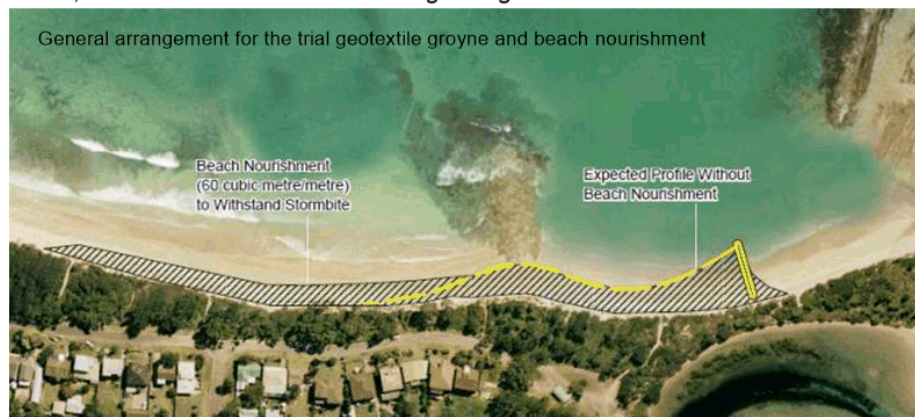 General arrangement for the trial geotextile groyne and beach nourishment
Beach Nourishment
(60 cubic metre/metre)
to Withstand Stormbite
Expected Profile Without
Beach Nourishment